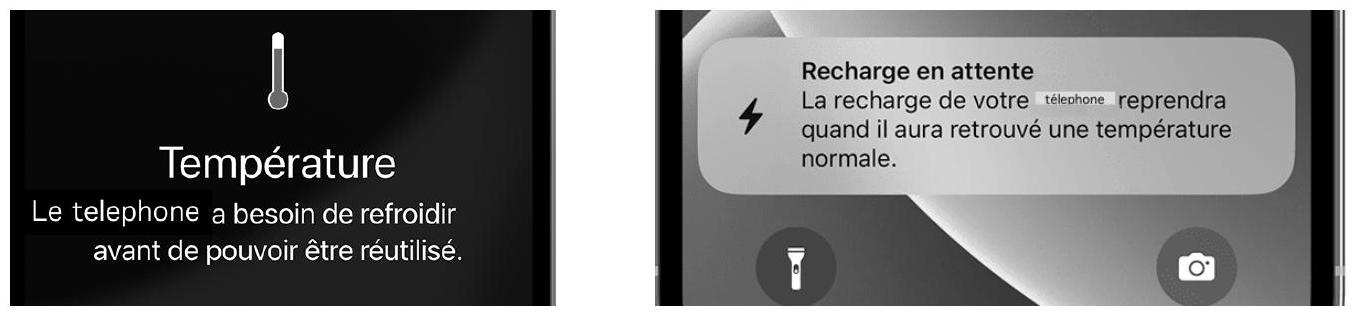 Température
Le telephone a besoin de refroidir
avant de pouvoir être réutilisé.
Recharge en attente
La recharge de votre télephone reprendra
quand il aura retrouvé une température
normale.